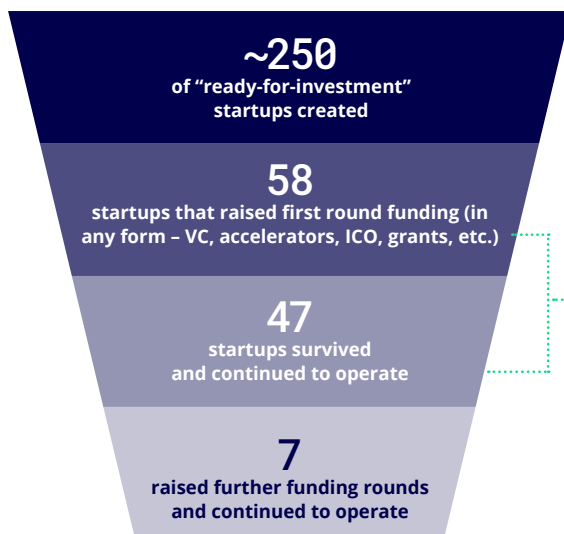 ~250
of “ready-for-investment”
startups created
58
startups that raised first round funding (in
any form – VC, accelerators, ICO, grants, etc.)
47
startups survived
and continued to operate
7
raised further funding rounds
and continued to operate